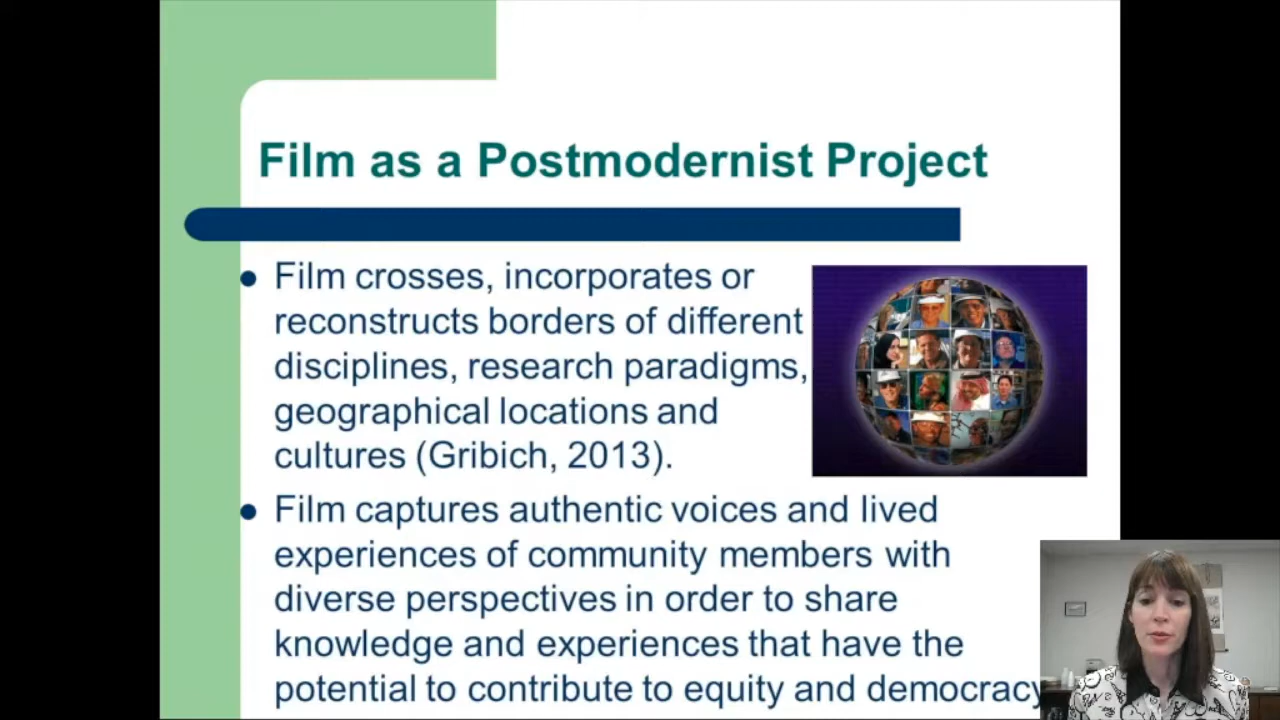 Film as a Postmodernist Project
Film crosses, incorporates or
reconstructs borders of different
disciplines, research paradigms,
geographical locations and
cultures (Gribich, 2013).
Film captures authentic voices and lived
experiences of community members with
diverse perspectives in order to share
knowledge and experiences that have the
potential to contribute to equity and democracy